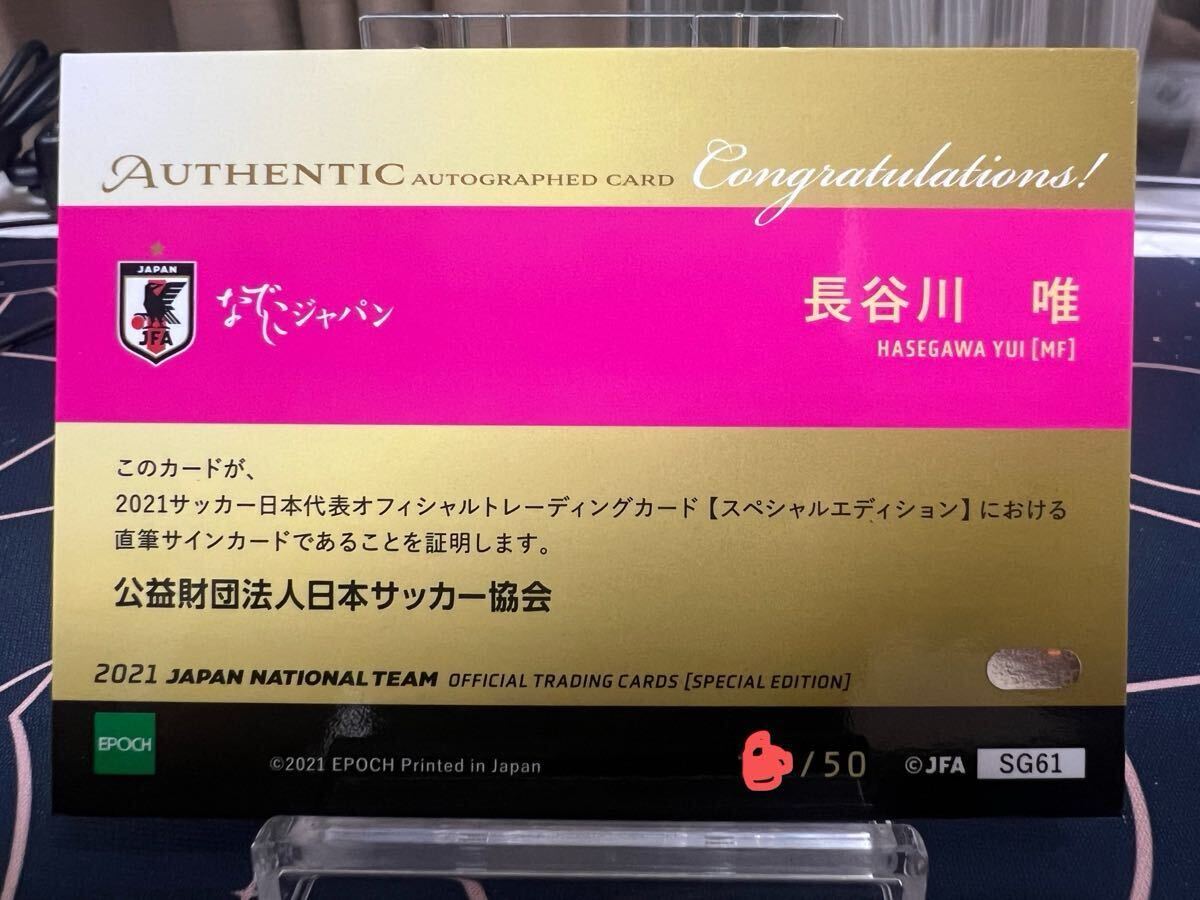 AUTHENTIC AUTOGRAPHED CARD Congratulations!
JAPAN
JFA
なでしこジャパン
長谷川 唯
HASEGAWA YUI [MF]
このカードが、
2021サッカー日本代表オフィシャルトレーディングカード【スペシャルエディション】における
直筆サインカードであることを証明します。
公益財団法人日本サッカー協会
2021 JAPAN NATIONAL TEAM OFFICIAL TRADING CARDS [SPECIAL EDITION]
EPOCH
©2021 EPOCH Printed in Japan
/50
©JFA SG61